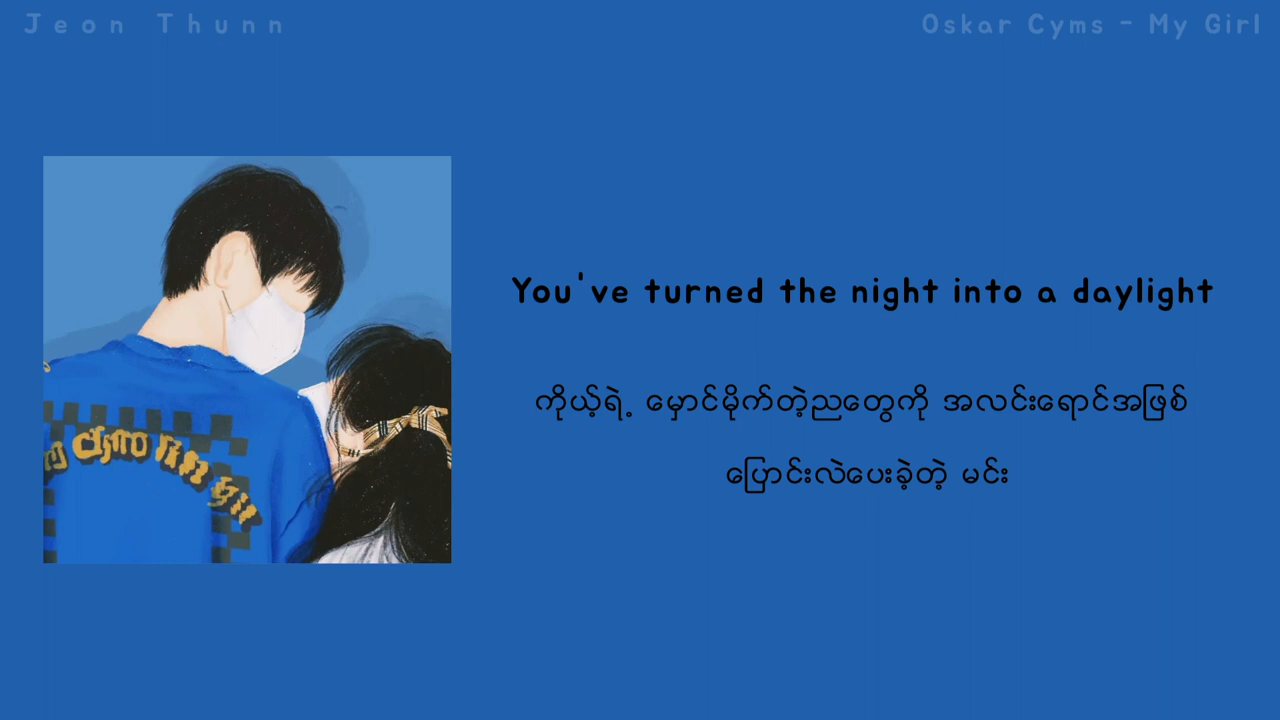 Jeon Thunn
Oskar Cyms - My Girl
You've turned the night into a daylight
ကိုယ့်ရဲ့ မှောင်မိုက်တဲ့ညတွေကို အလင်းရောင်အဖြစ်
ပြောင်းလဲပေးခဲ့တဲ့ မင်း